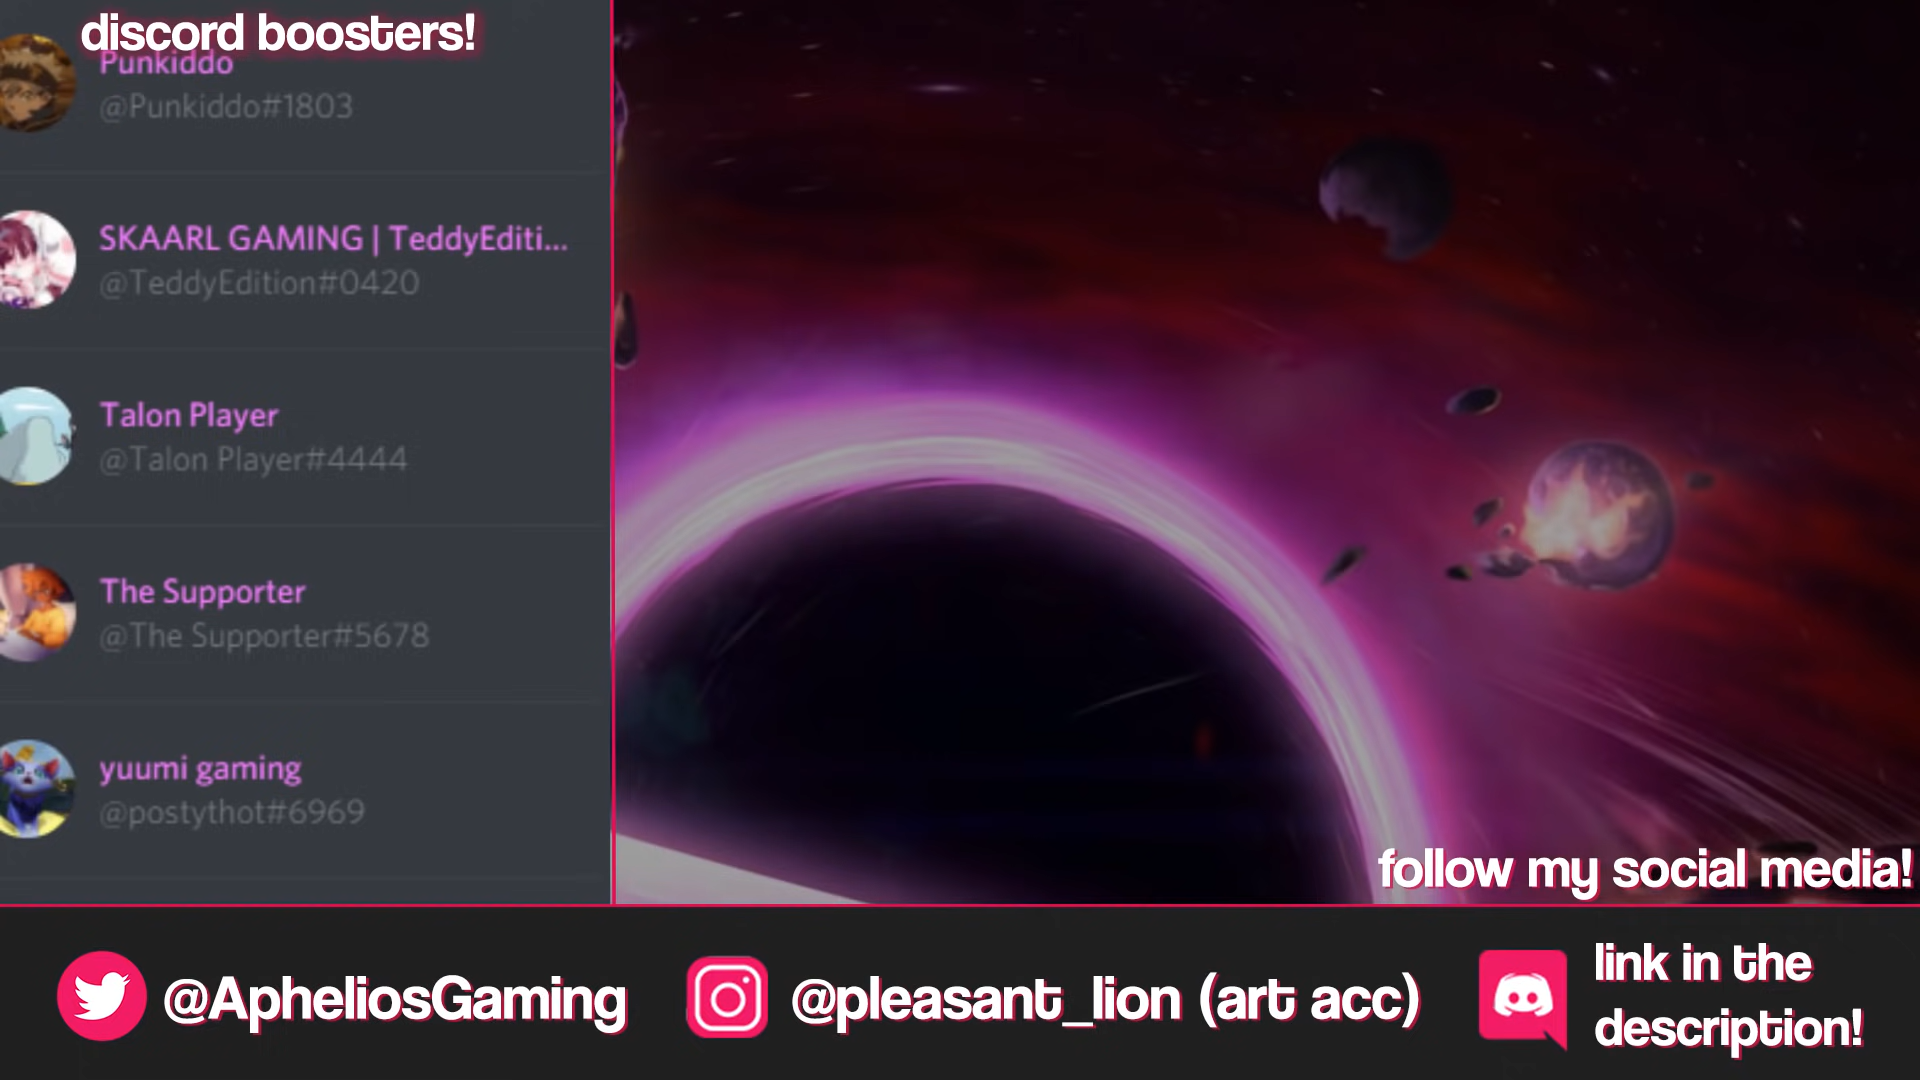 discord boosters!
Punkiddo
@Punkiddo#1803
SKAARL GAMING | TeddyEditi...
@TeddyEdition#0420
Talon Player
@Talon Player#4444
The Supporter
@The Supporter#5678
yuumi gaming
@postythot#6969
follow my social media!
@ApheliosGaming
@pleasant_lion (art acc)
link in the
description!